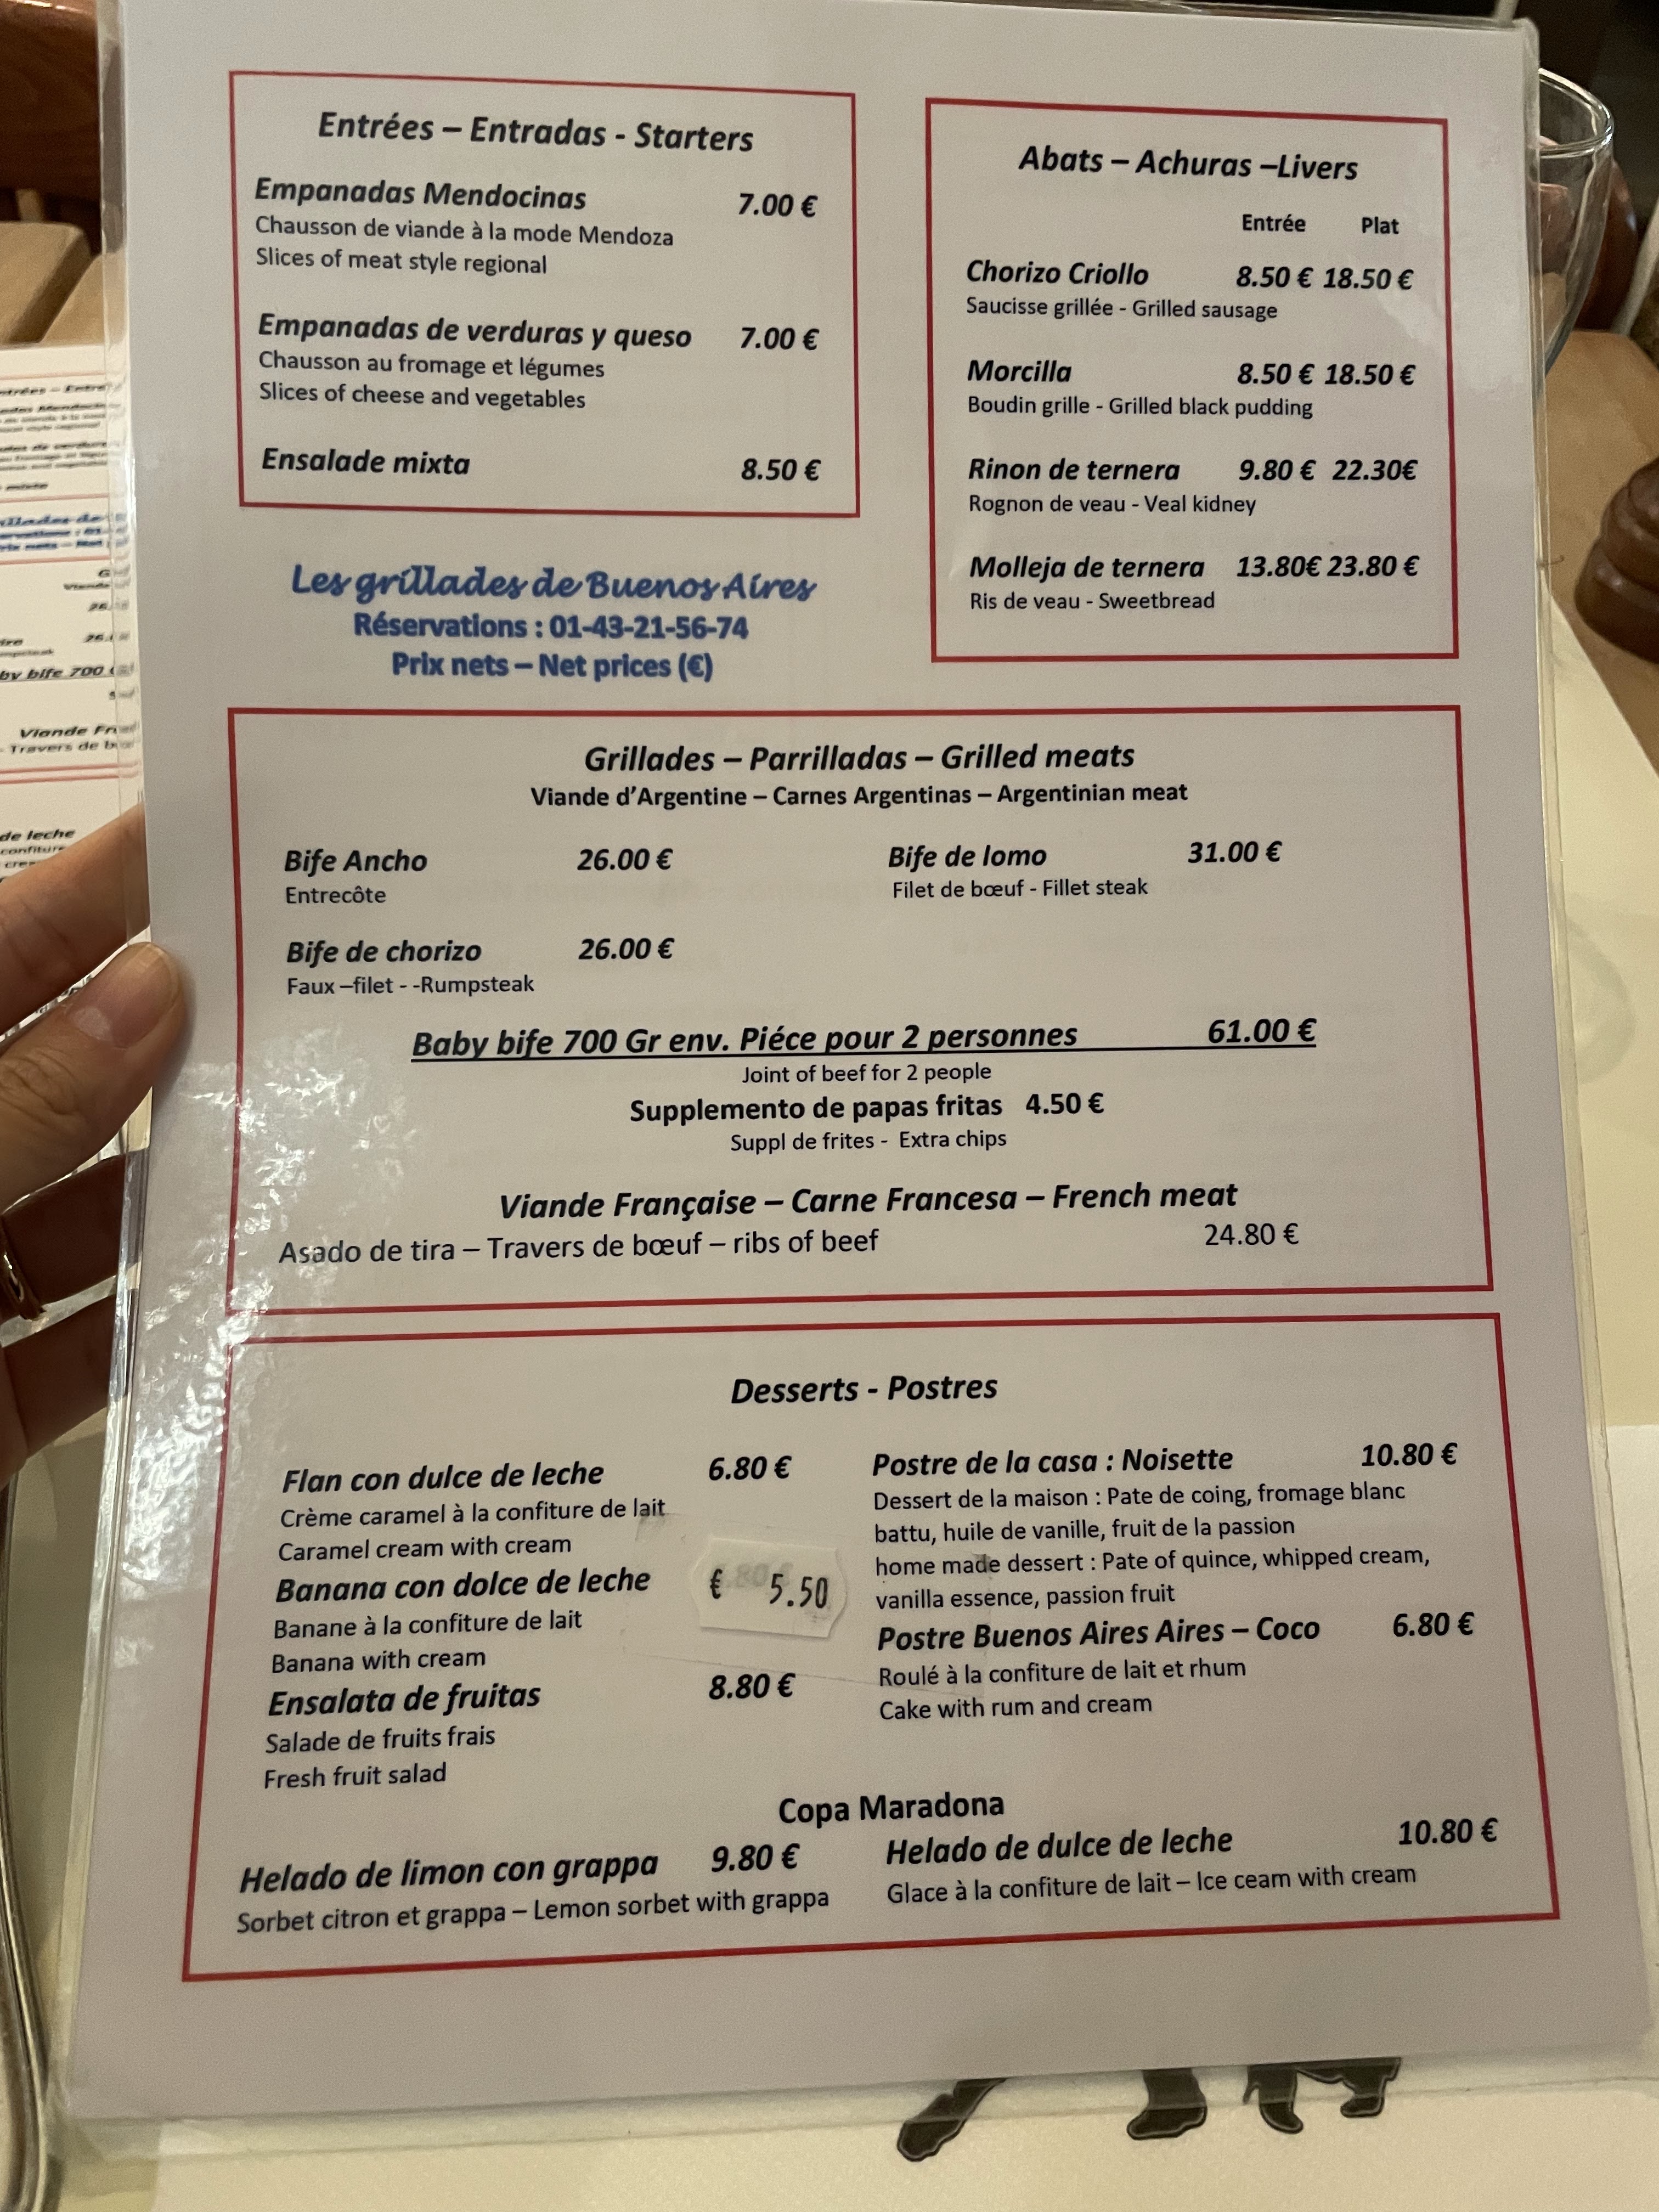 Entrées – Entradas - Starters
Empanadas Mendocinas 7.00 €
Chausson de viande à la mode Mendoza
Slices of meat style regional
Empanadas de verduras y queso 7.00 €
Chausson au fromage et légumes
Slices of cheese and vegetables
Ensalade mixta 8.50 €
Abats – Achuras –Livers
Entrée Plat
Chorizo Criollo 8.50 € 18.50 €
Saucisse grillée - Grilled sausage
Morcilla 8.50 € 18.50 €
Boudin grille - Grilled black pudding
Rinon de ternera 9.80 € 22.30€
Rognon de veau - Veal kidney
Molleja de ternera 13.80€ 23.80 €
Ris de veau - Sweetbread
Les grillades de Buenos Aires
Réservations : 01-43-21-56-74
Prix nets – Net prices (€)
Grillades – Parrilladas – Grilled meats
Viande d’Argentine – Carnes Argentinas – Argentinian meat
Bife Ancho 26.00 €
Entrecôte
Bife de lomo 31.00 €
Filet de bœuf - Fillet steak
Bife de chorizo 26.00 €
Faux –filet - -Rumpsteak
Baby bife 700 Gr env. Piéce pour 2 personnes 61.00 €
Joint of beef for 2 people
Supplemento de papas fritas 4.50 €
Suppl de frites - Extra chips
Viande Française – Carne Francesa – French meat
Asado de tira – Travers de bœuf – ribs of beef 24.80 €
Desserts - Postres
Flan con dulce de leche 6.80 €
Crème caramel à la confiture de lait
Caramel cream with cream
Banana con dolce de leche € 5.50
Banane à la confiture de lait
Banana with cream
Ensalata de fruitas 8.80 €
Salade de fruits frais
Fresh fruit salad
Postre de la casa : Noisette 10.80 €
Dessert de la maison : Pate de coing, fromage blanc
battu, huile de vanille, fruit de la passion
home made dessert : Pate of quince, whipped cream,
vanilla essence, passion fruit
Postre Buenos Aires Aires – Coco 6.80 €
Roulé à la confiture de lait et rhum
Cake with rum and cream
Copa Maradona
Helado de limon con grappa 9.80 €
Sorbet citron et grappa – Lemon sorbet with grappa
Helado de dulce de leche 10.80 €
Glace à la confiture de lait – Ice ceam with cream